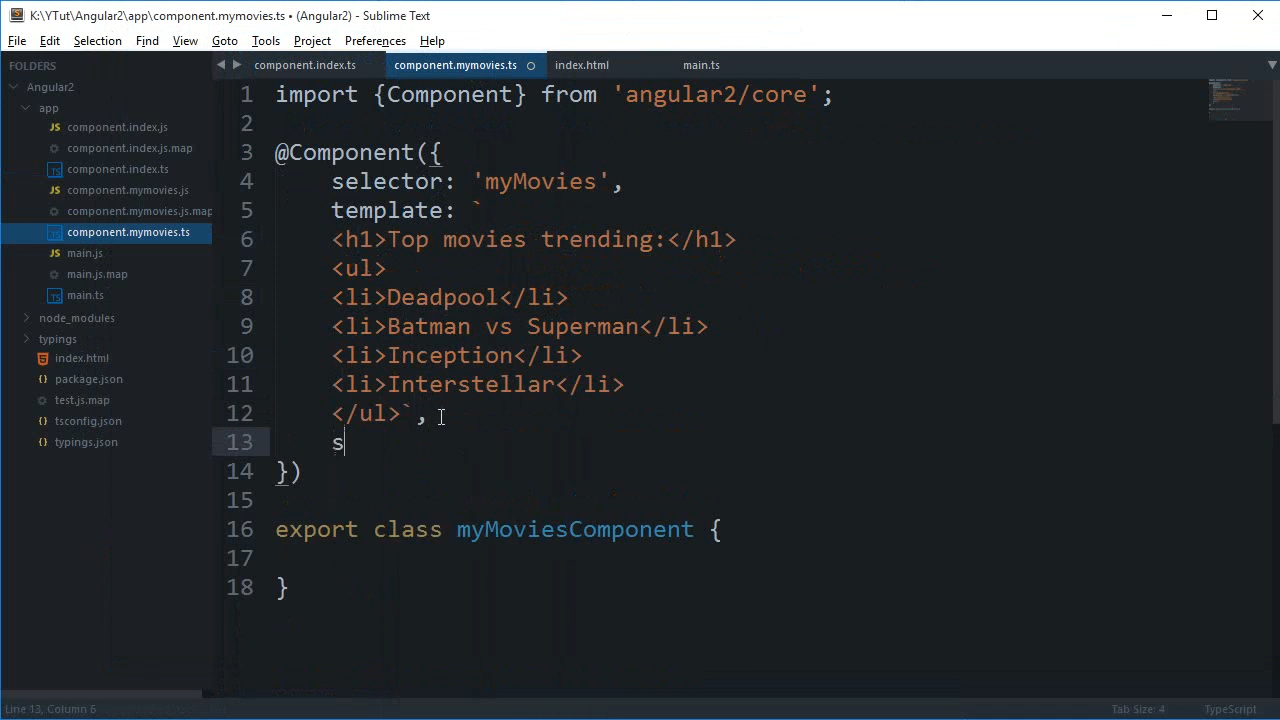 K:\YTut\Angular2\app\component.mymovies.ts • (Angular2) - Sublime Text
File Edit Selection Find View Goto Tools Project Preferences Help
FOLDERS
Angular2
app
component.index.js
component.index.js.map
TS component.index.ts
JS component.mymovies.js
component.mymovies.js.map
TS component.mymovies.ts
JS main.js
main.js.map
TS main.ts
node_modules
typings
index.html
{} package.json
test.js.map
{} tsconfig.json
{} typings.json
component.index.ts component.mymovies.ts index.html main.ts
1 import {Component} from 'angular2/core';
2
3 @Component({
4 selector: 'myMovies',
5 template: `
6 <h1>Top movies trending:</h1>
7 <ul>
8 <li>Deadpool</li>
9 <li>Batman vs Superman</li>
10 <li>Inception</li>
11 <li>Interstellar</li>
12 </ul>`,
13 s
14 })
15
16 export class myMoviesComponent {
17
18 }
Line 13, Column 6 Tab Size: 4 TypeScript